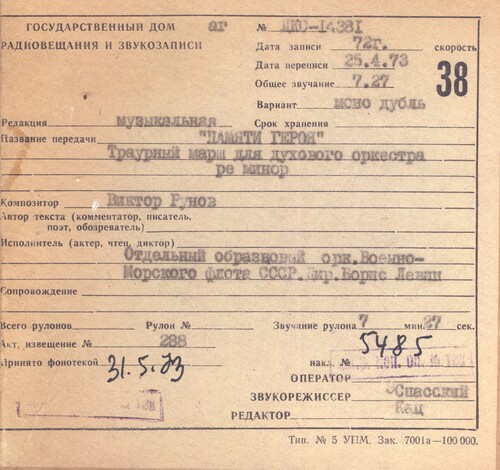 ГОСУДАРСТВЕННЫЙ ДОМ аг № ДКС-14381
РАДИОВЕЩАНИЯ И ЗВУКОЗАПИСИ Дата записи 72г. скорость
Дата переписи 25.4.73 38
Общее звучание 7.27
Вариант моно дубль
Редакция музыкальная Срок хранения
Название передачи "ПАМЯТИ ГЕРОЯ"
Траурный марш для духового оркестра
ре минор
Композитор Виктор Рунов
Автор текста (комментатор, писатель,
поэт, обозреватель)
Исполнитель (актер, чтец, диктор)
Отдельный образцовый орк.Военно-
Морского флота СССР.Дир.Борис Левин
Сопровождение
Всего рулонов Рулон № Звучание рулона 7 мин. 27 сек.
Акт. извещение № 288 5485
Принято фонотекой 31.5.73 накл. №
ОПЕРАТОР
ЗВУКОРЕЖИССЕР Спасский
РЕДАКТОР Кац
Тип. № 5 УПМ. Зак. 7001а—100 000.